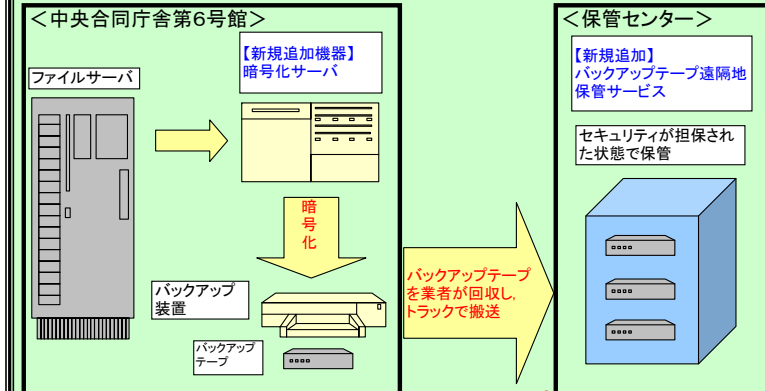 ＜中央合同庁舎第6号館＞
【新規追加機器】
暗号化サーバ
ファイルサーバ
暗
号
化
バックアップ
装置
バックアップ
テープ
バックアップテープ
を業者が回収し,
トラックで搬送
＜保管センター＞
【新規追加】
バックアップテープ遠隔地
保管サービス
セキュリティが担保され
た状態で保管